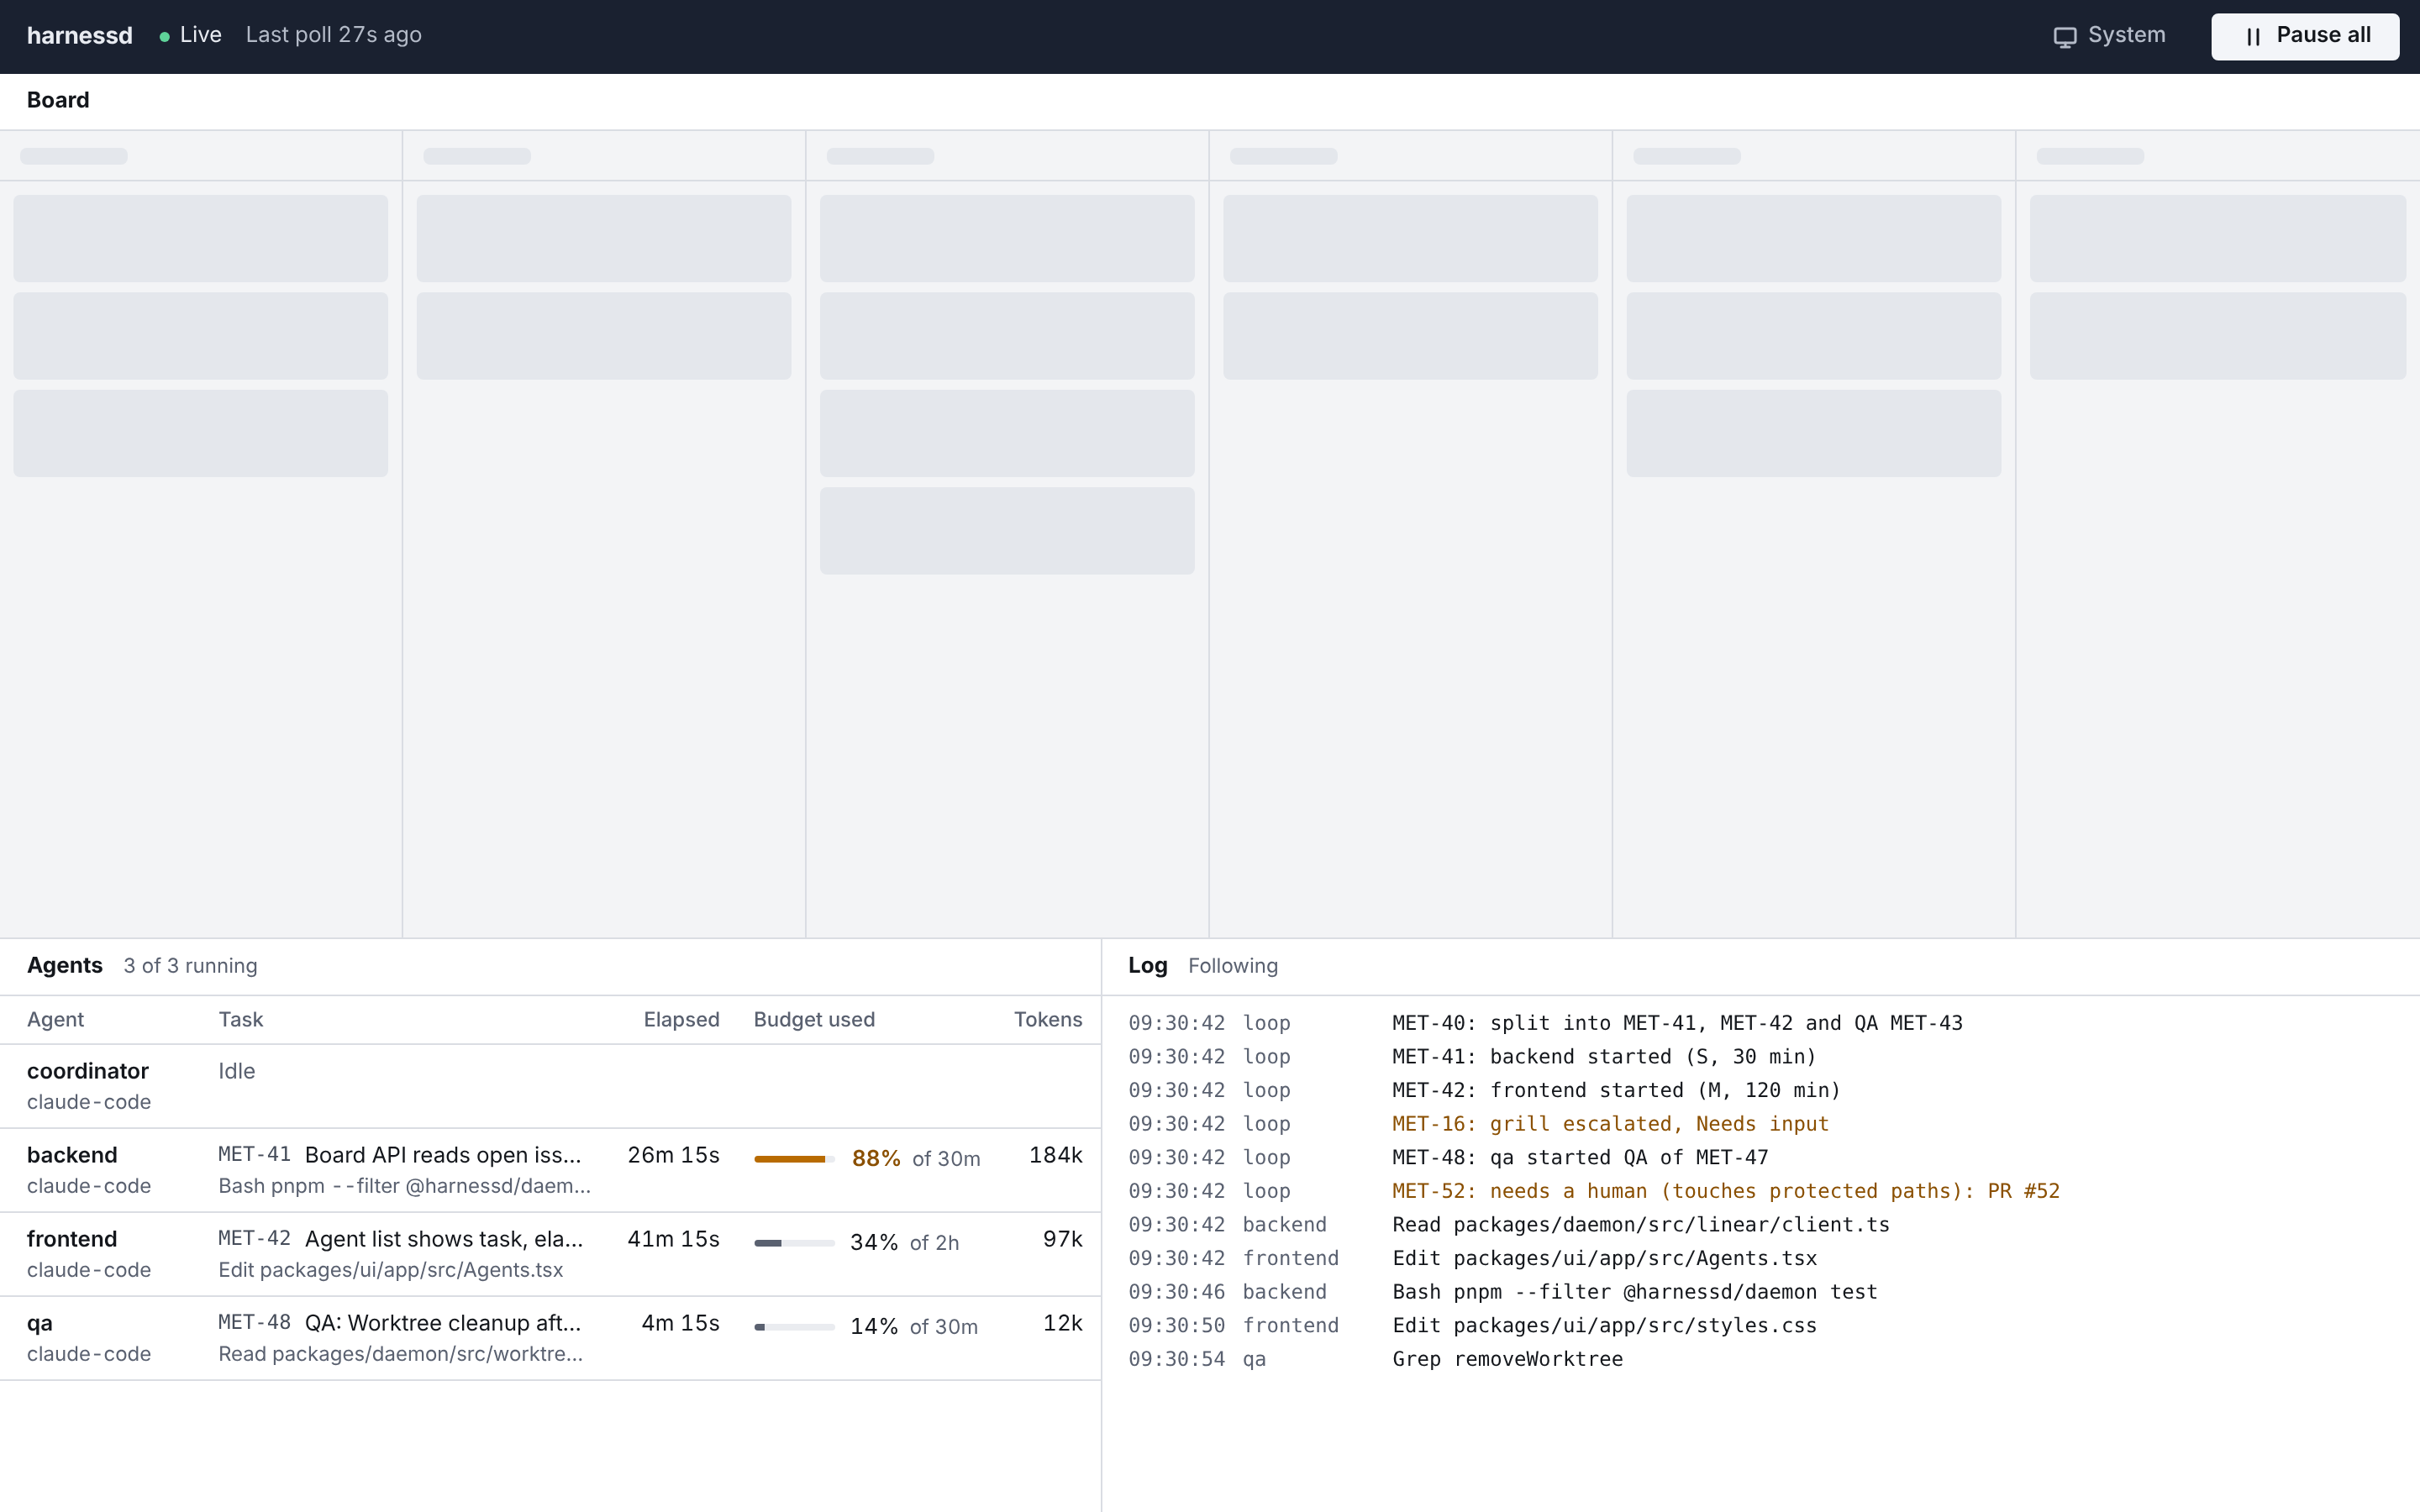 harnessd Live Last poll 27s ago System Pause all
Board
Agents 3 of 3 running
Agent Task Elapsed Budget used Tokens
coordinator Idle
claude-code
backend MET-41 Board API reads open iss... 26m 15s 88% of 30m 184k
claude-code Bash pnpm --filter @harnessd/daem...
frontend MET-42 Agent list shows task, ela... 41m 15s 34% of 2h 97k
claude-code Edit packages/ui/app/src/Agents.tsx
qa MET-48 QA: Worktree cleanup aft... 4m 15s 14% of 30m 12k
claude-code Read packages/daemon/src/worktre...
Log Following
09:30:42 loop MET-40: split into MET-41, MET-42 and QA MET-43
09:30:42 loop MET-41: backend started (S, 30 min)
09:30:42 loop MET-42: frontend started (M, 120 min)
09:30:42 loop MET-16: grill escalated, Needs input
09:30:42 loop MET-48: qa started QA of MET-47
09:30:42 loop MET-52: needs a human (touches protected paths): PR #52
09:30:42 backend Read packages/daemon/src/linear/client.ts
09:30:42 frontend Edit packages/ui/app/src/Agents.tsx
09:30:46 backend Bash pnpm --filter @harnessd/daemon test
09:30:50 frontend Edit packages/ui/app/src/styles.css
09:30:54 qa Grep removeWorktree